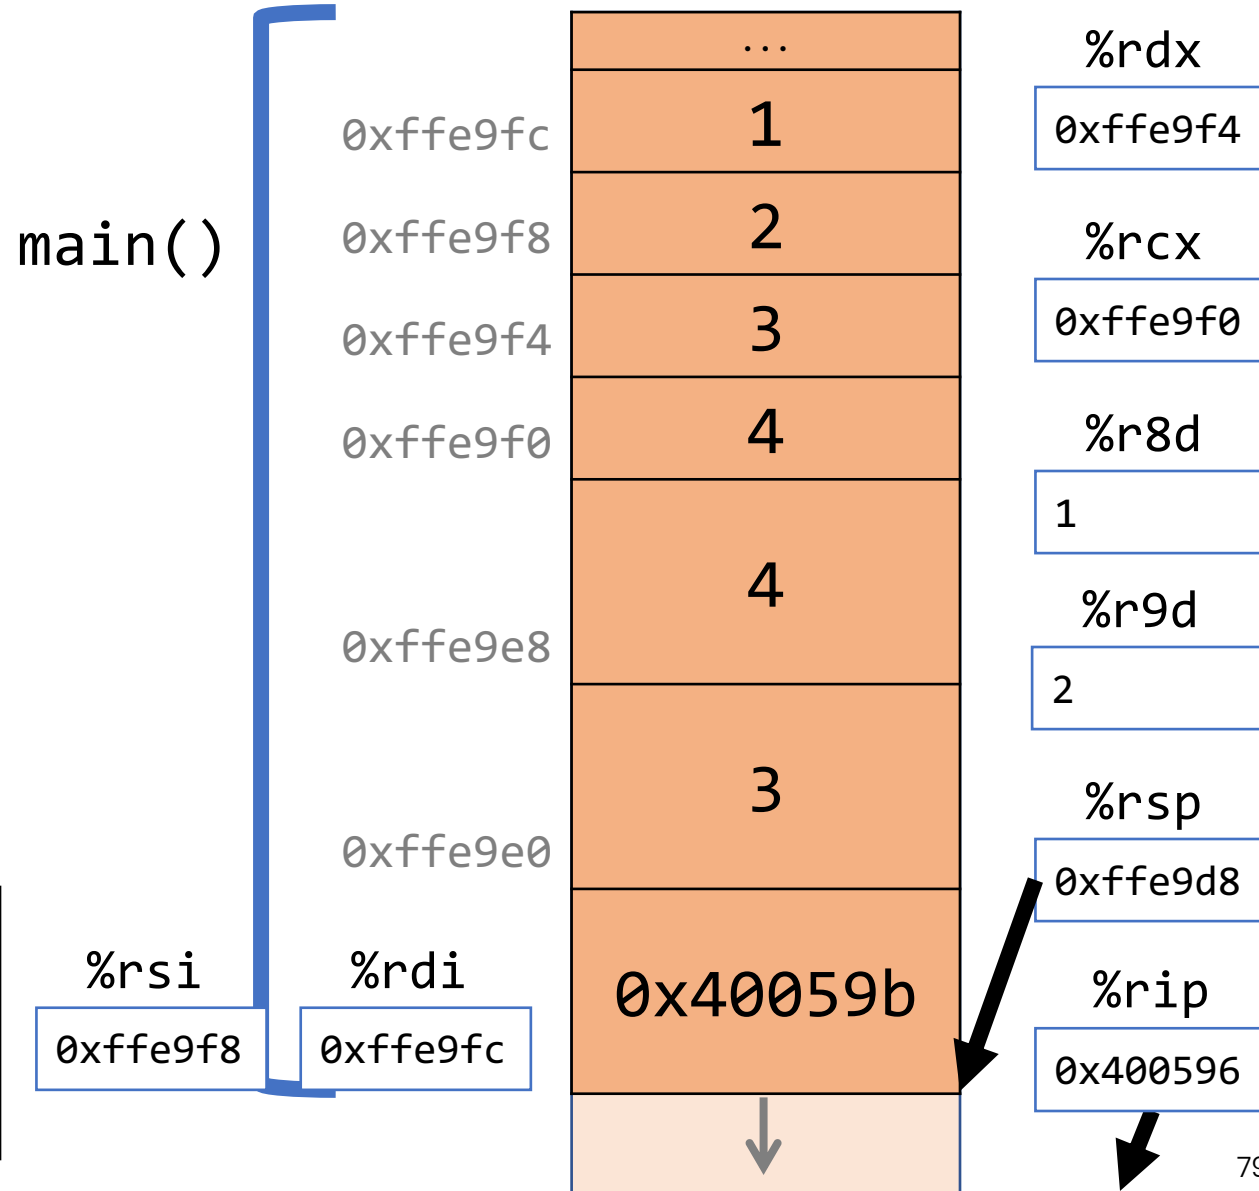 ...
%rdx
1
0xffe9fc
0xffe9f4
main()
2
0xffe9f8
%rcx
3
0xffe9f4
0xffe9f0
4
0xffe9f0
%r8d
1
4
0xffe9e8
%r9d
2
3
0xffe9e0
%rsp
0xffe9d8
%rsi
%rdi
0x40059b
%rip
0xffe9f8
0xffe9fc
0x400596
79